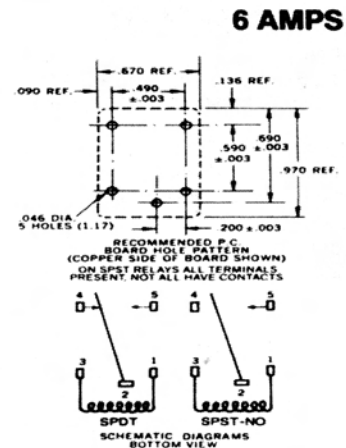 6 AMPS
.670 REF.
.090 REF.
.490
±.003
.136 REF.
.590
±.003
.690
±.003
.970 REF.
.046 DIA.
5 HOLES (1.17)
.200 ±.003
RECOMMENDED P.C.
BOARD HOLE PATTERN
(COPPER SIDE OF BOARD SHOWN)
ON SPST RELAYS ALL TERMINALS
PRESENT, NOT ALL HAVE CONTACTS
4 5 4 5
3 1 3 1
2 2
SPDT SPST-NO
SCHEMATIC DIAGRAMS
BOTTOM VIEW